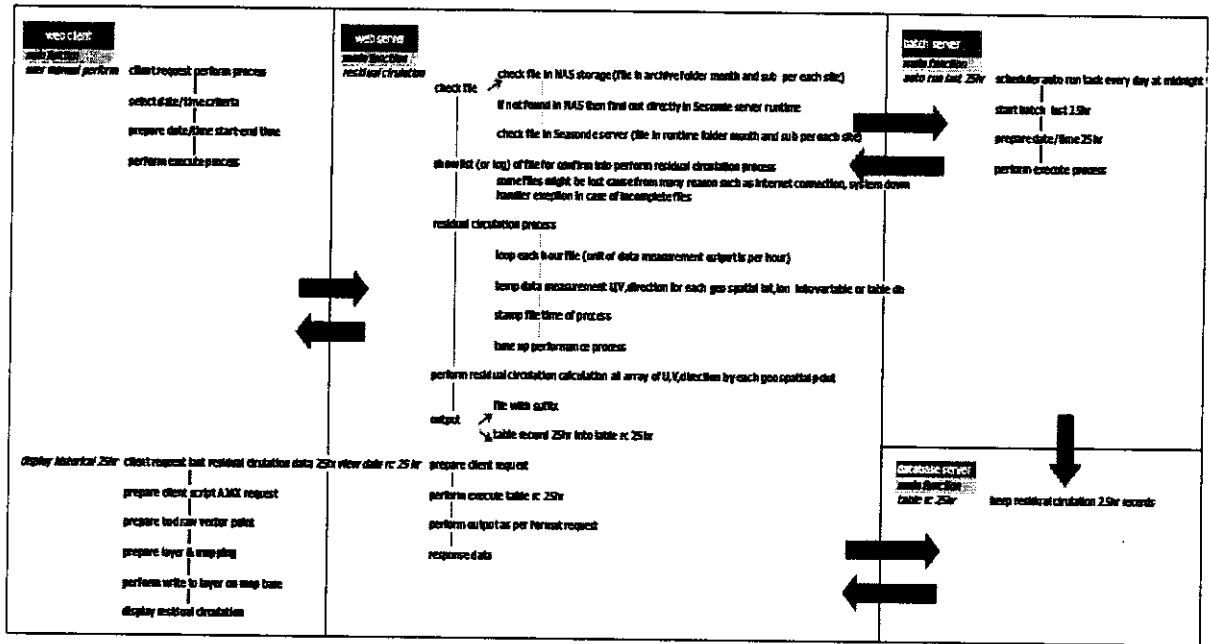 web client
main function
user manual perform
client request perform process
select date/time criteria
prepare date/time start-end time
perform execute process
display historical 25hr
client request last residual cirulation data 25hr
prepare client script AJAX request
prepare to draw vector point
prepare layer & mapping
perform write to layer on map base
display residual circulation
web server
main function
residual circulation
check file
check file in NAS storage (file in archive folder month and sub per each site)
if not found in NAS then find out directly in Seasonde server runtime
check file in Seasonde server (file in runtime folder month and sub per each site)
show list (or log) of file for confirm into perform residual circulation process
some files might be lost cause from many reason such as internet connection, system down
handler exeption in case of incomplete files
residual circulation process
loop each hour file (unit of data measurement output is per hour)
temp data measurement U,V,direction for each geo spatial lat,lon into variable or table db
stamp file time of process
tune up performance process
perform residual circulation calculation all array of U,V,direction by each geo spatial point
output
file with suffix
table record 25hr into table rc 25hr
view data rc 25 hr
prepare client request
perform execute table rc 25hr
perform output as per format request
response data
batch server
main function
auto run last 25hr
scheduler auto run task every day at midnight
start batch last 25hr
prepare date/time 25 hr
perform execute process
database server
main function
table rc 25hr
keep residual cirulation 25hr records